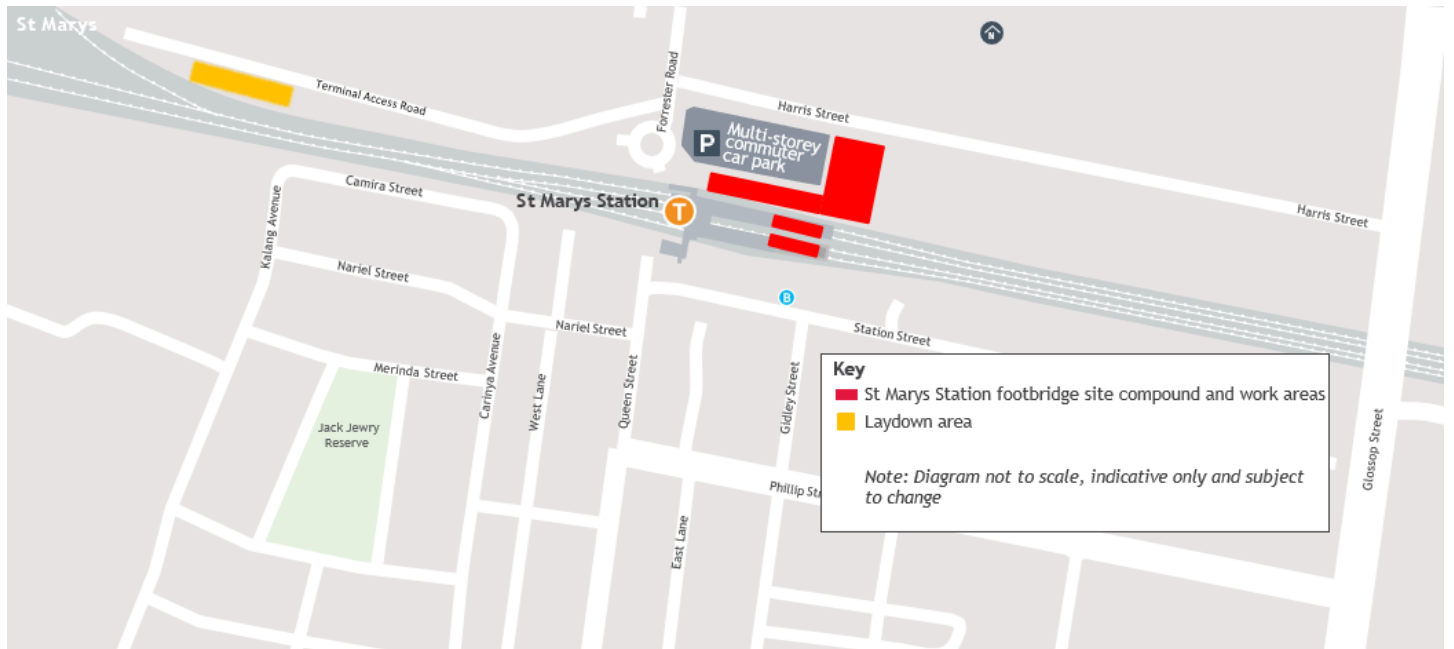 St Marys
N
Terminal Access Road
Forrester Road
Harris Street
P
Multi-storey
commuter
car park
Camira Street
St Marys Station
T
Harris Street
Kalang Avenue
Nariel Street
B
Nariel Street
Station Street
Merinda Street
Carinya Avenue
West Lane
Queen Street
Gidley Street
Jack Jewry
Reserve
Glossop Street
Phillip
East Lane
Key
St Marys Station footbridge site compound and work areas
Laydown area
Note: Diagram not to scale, indicative only and subject
to change